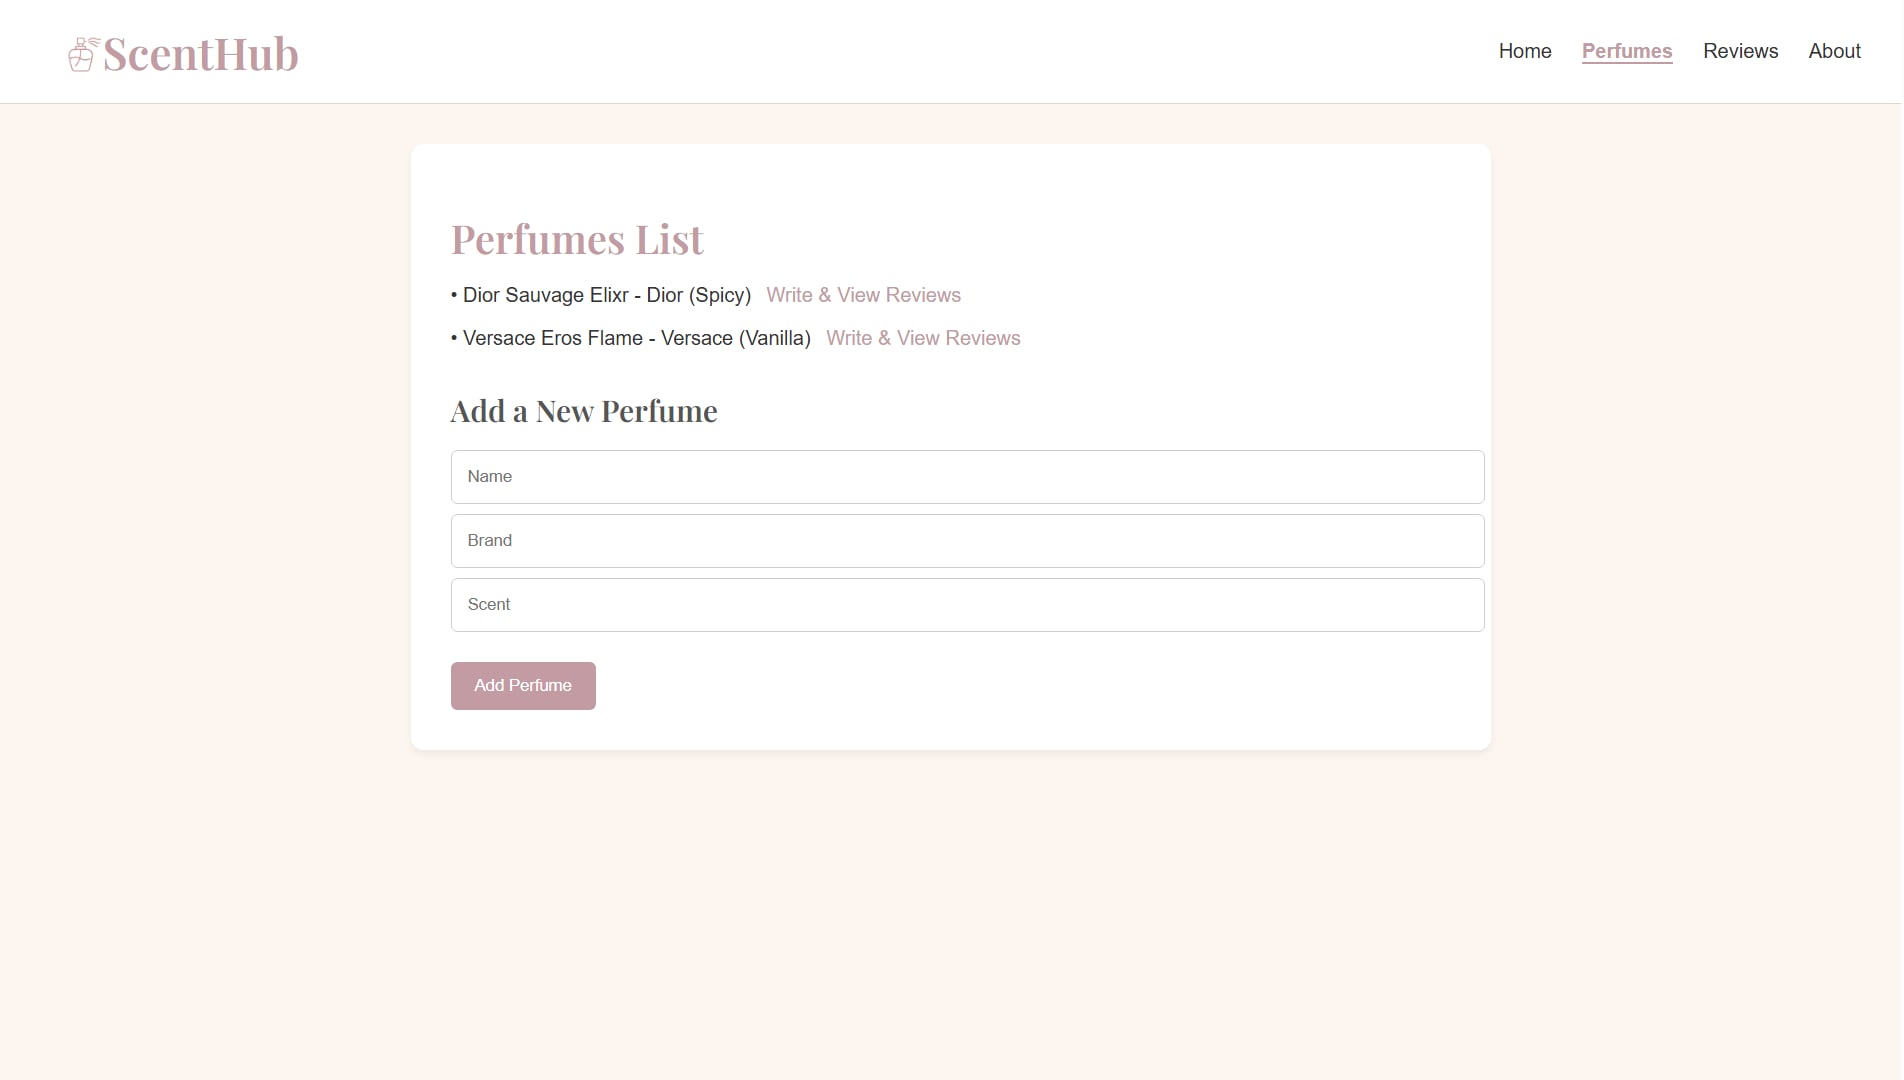 ScentHub
Home Perfumes Reviews About
Perfumes List
• Dior Sauvage Elixr - Dior (Spicy) Write & View Reviews
• Versace Eros Flame - Versace (Vanilla) Write & View Reviews
Add a New Perfume
Name
Brand
Scent
Add Perfume